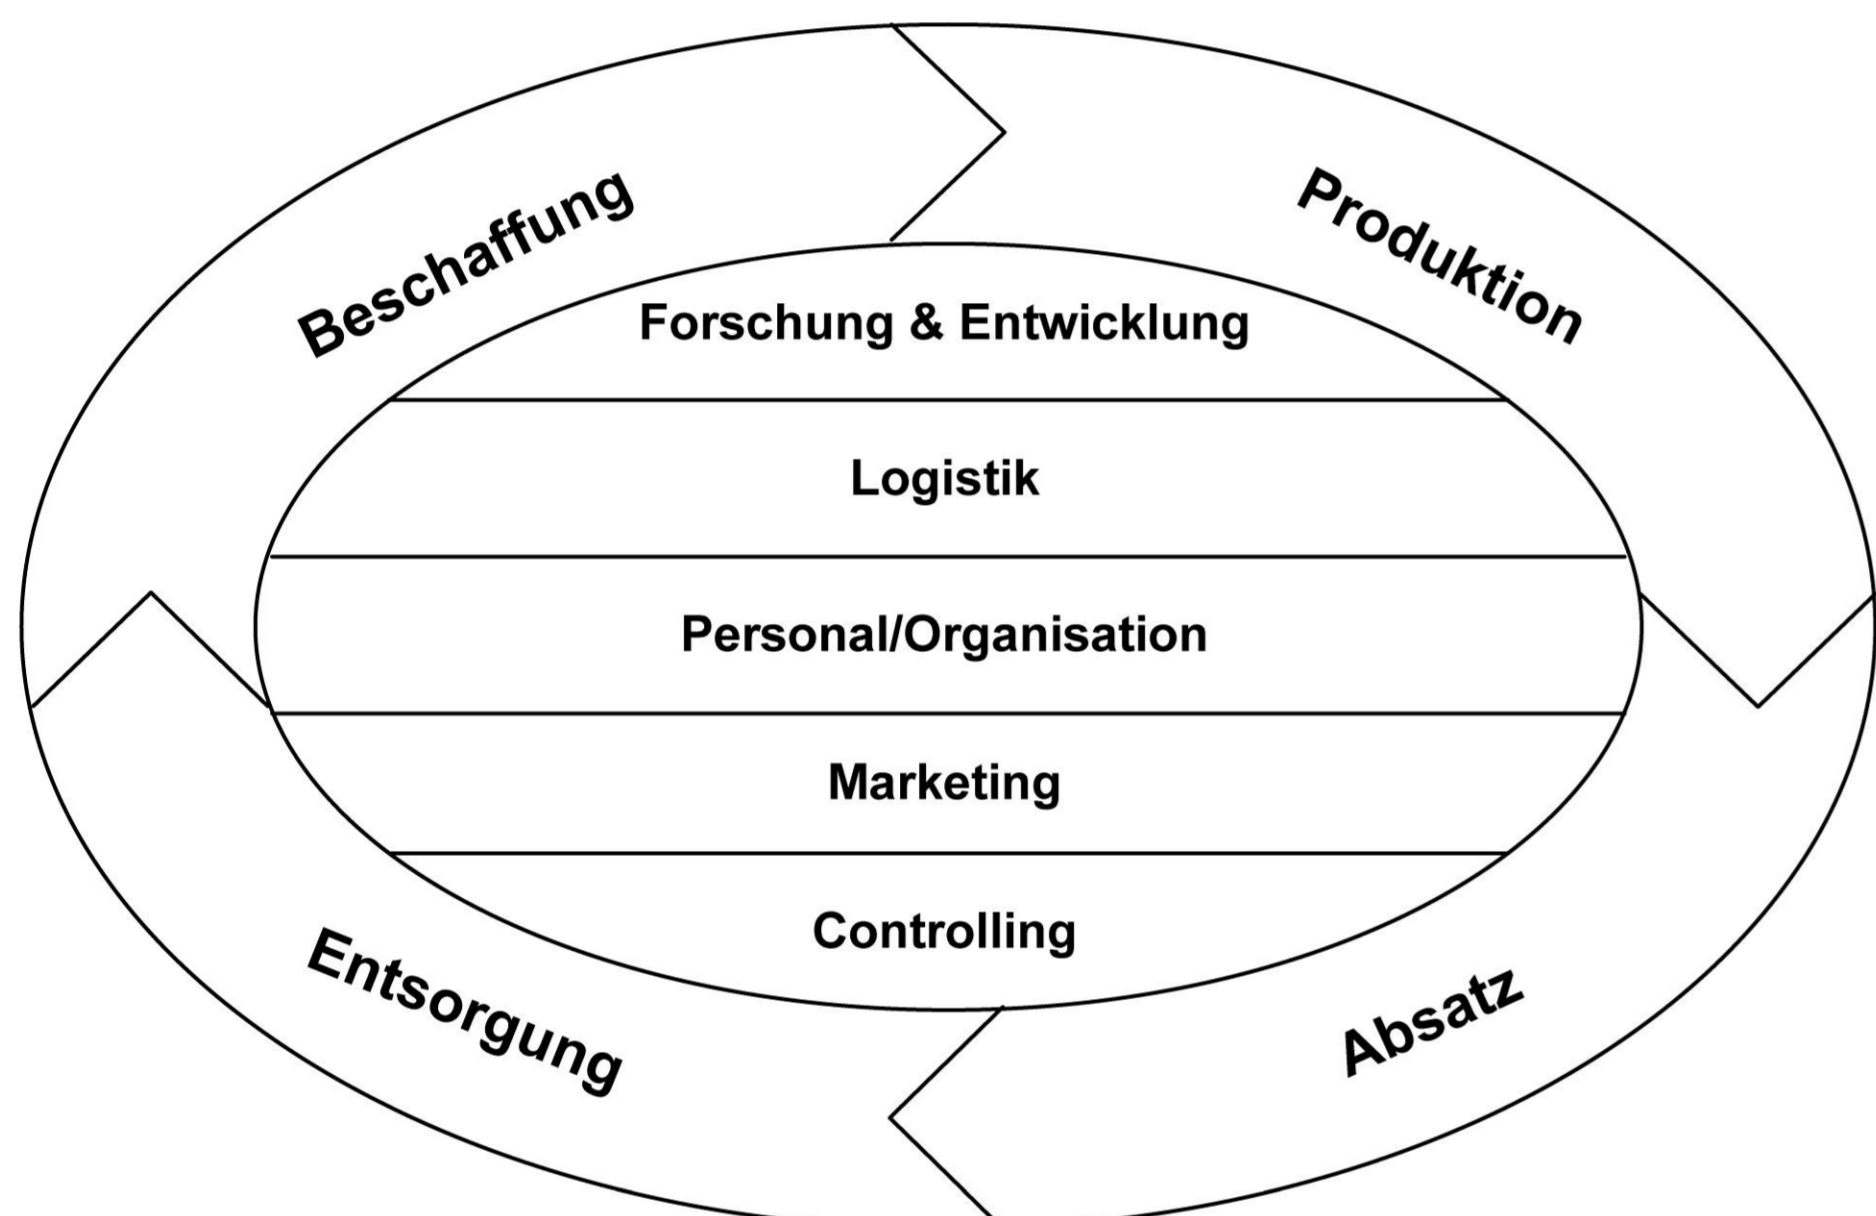 Beschaffung
Produktion
Forschung & Entwicklung
Logistik
Personal/Organisation
Marketing
Controlling
Entsorgung
Absatz